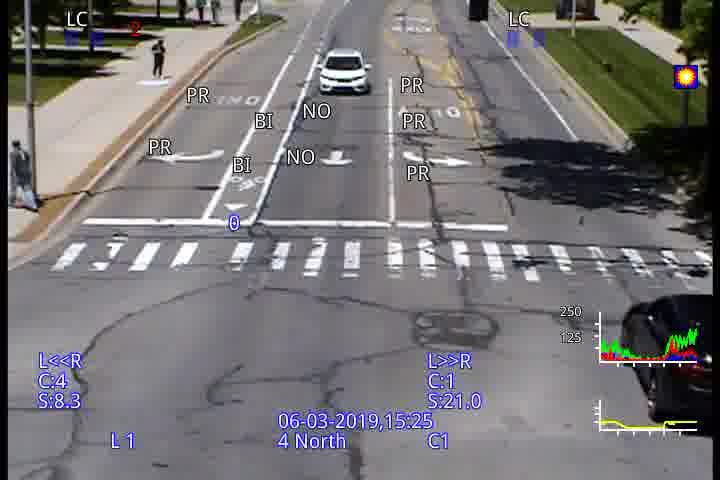 LC
LC
2
PR
PR
BI
NO
PR
ONLY
PR
BI
NO
PR
0
250
125
L<<R
L>>R
C:4
C:1
S:8.3
S:21.0
06-03-2019,15:25
L 1
4 North
C1